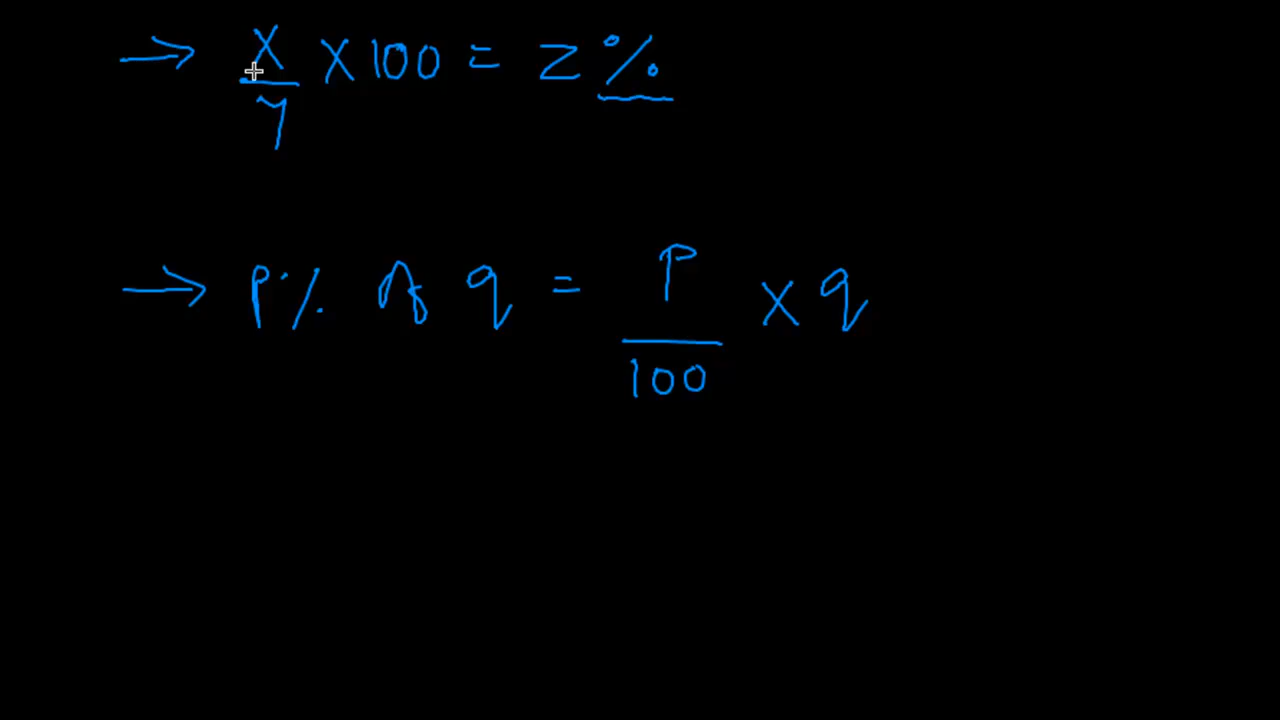 → X/y × 100 = Z %
→ P% of q = P/100 × q